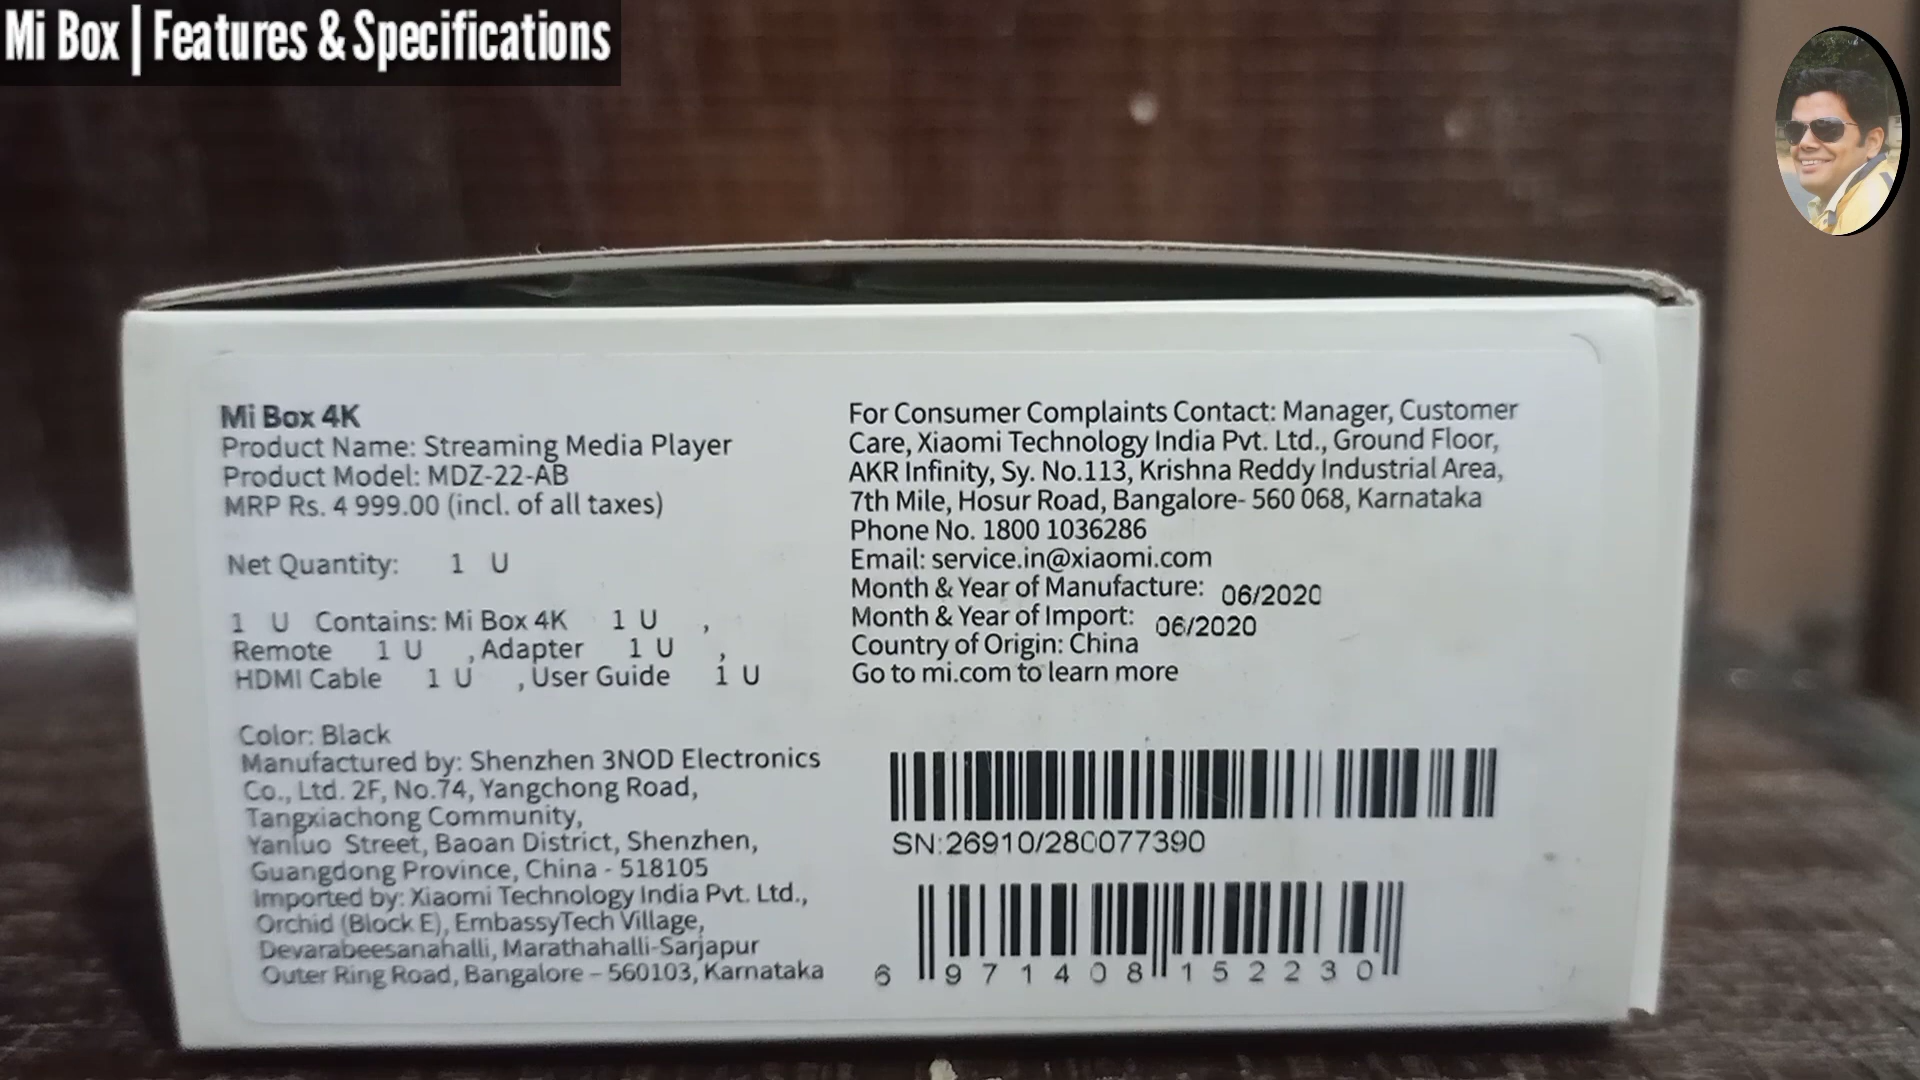 Mi Box | Features & Specifications
Mi Box 4K
Product Name: Streaming Media Player
Product Model: MDZ-22-AB
MRP Rs. 4 999.00 (incl. of all taxes)
Net Quantity: 1 U
1 U Contains: Mi Box 4K 1 U ,
Remote 1 U , Adapter 1 U ,
HDMI Cable 1 U , User Guide 1 U
Color: Black
Manufactured by: Shenzhen 3NOD Electronics
Co., Ltd. 2F, No.74, Yangchong Road,
Tangxiachong Community,
Yanluo Street, Baoan District, Shenzhen,
Guangdong Province, China - 518105
Imported by: Xiaomi Technology India Pvt. Ltd.,
Orchid (Block E), EmbassyTech Village,
Devarabeesanahalli, Marathahalli-Sarjapur
Outer Ring Road, Bangalore – 560103, Karnataka
For Consumer Complaints Contact: Manager, Customer
Care, Xiaomi Technology India Pvt. Ltd., Ground Floor,
AKR Infinity, Sy. No.113, Krishna Reddy Industrial Area,
7th Mile, Hosur Road, Bangalore- 560 068, Karnataka
Phone No. 1800 1036286
Email: service.in@xiaomi.com
Month & Year of Manufacture: 06/2020
Month & Year of Import: 06/2020
Country of Origin: China
Go to mi.com to learn more
SN:26910/280077390
6 971408 152230